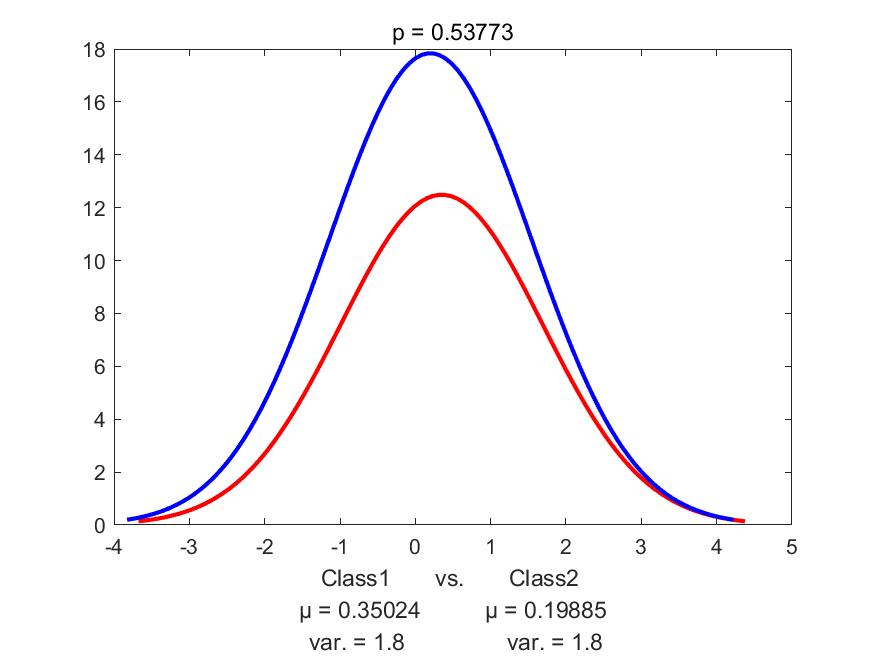 p = 0.53773
18
16
14
12
10
8
6
4
2
0
-4 -3 -2 -1 0 1 2 3 4 5
Class1 vs. Class2
μ = 0.35024 μ = 0.19885
var. = 1.8 var. = 1.8